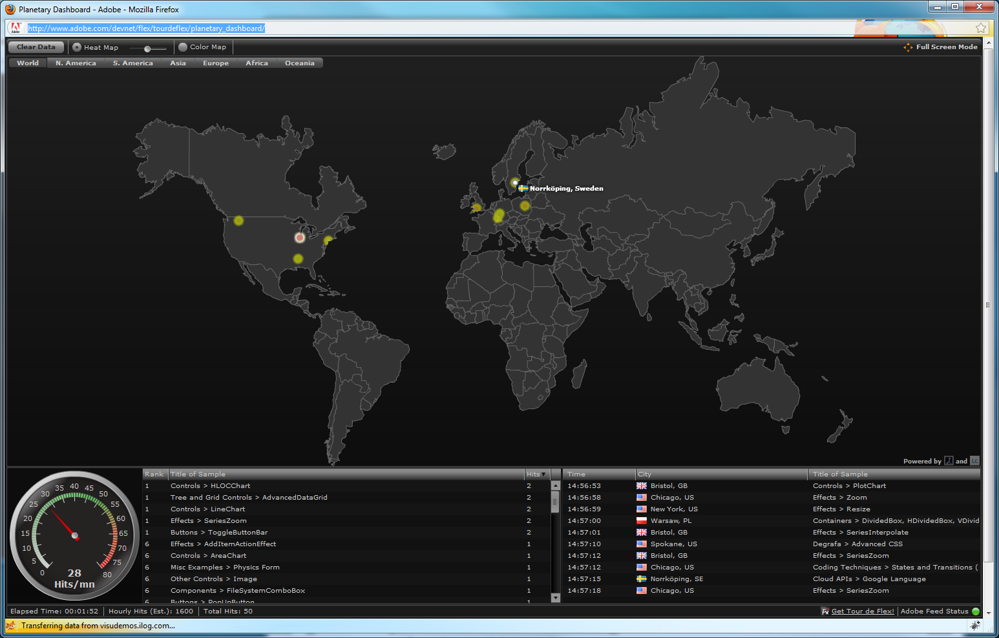 Planetary Dashboard - Adobe - Mozilla Firefox
Adobe
http://www.adobe.com/devnet/flex/tourdeflex/planetary_dashboard/
Clear Data Heat Map Color Map Full Screen Mode
World N. America S. America Asia Europe Africa Oceania
Norrköping, Sweden
Powered by and LC
0 5 10 15 20 25 30 35 40 45 50 55 60 65 70 75 80
28
Hits/mn
Rank Title of Sample Hits
1 Controls > HLOCChart 2
1 Tree and Grid Controls > AdvancedDataGrid 2
1 Controls > LineChart 2
1 Effects > SeriesZoom 2
1 Buttons > ToggleButtonBar 2
6 Effects > AddItemActionEffect 1
6 Controls > AreaChart 1
6 Misc Examples > Physics Form 1
6 Other Controls > Image 1
6 Components > FileSystemComboBox 1
6 Buttons > PopUpButton 1
Time City Title of Sample
14:56:53 Bristol, GB Controls > PlotChart
14:56:58 Chicago, US Effects > Zoom
14:56:59 New York, US Effects > Resize
14:57:00 Warsaw, PL Containers > DividedBox, HDividedBox, VDivid
14:57:01 Bristol, GB Effects > SeriesInterpolate
14:57:10 Spokane, US Degrafa > Advanced CSS
14:57:12 Bristol, GB Effects > SeriesZoom
14:57:12 Chicago, US Coding Techniques > States and Transitions (
14:57:15 Norrköping, SE Cloud APIs > Google Language
14:57:18 Chicago, US Effects > SeriesZoom
Elapsed Time: 00:01:52 Hourly Hits (Est.): 1600 Total Hits: 50 Fx Get Tour de Flex! Adobe Feed Status
Transferring data from visudemos.ilog.com...